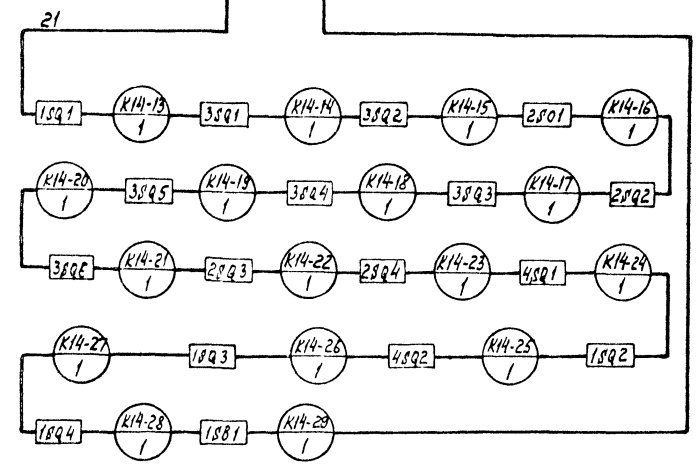 21
1SQ1 K14-13 3SQ1 K14-14 3SQ2 K14-15 2SO1 K14-16
1 1 1 1
K14-20 3SQ5 K14-19 3SQ4 K14-18 3SQ3 K14-17 2SQ2
1 1 1 1
3SQE K14-21 2SQ3 K14-22 2SQ4 K14-23 4SQ1 K14-24
1 1 1 1
K14-27 1SQ3 K14-26 4SQ2 K14-25 1SQ2
1 1 1
1SQ4 K14-28 1SB1 K14-29
1 1